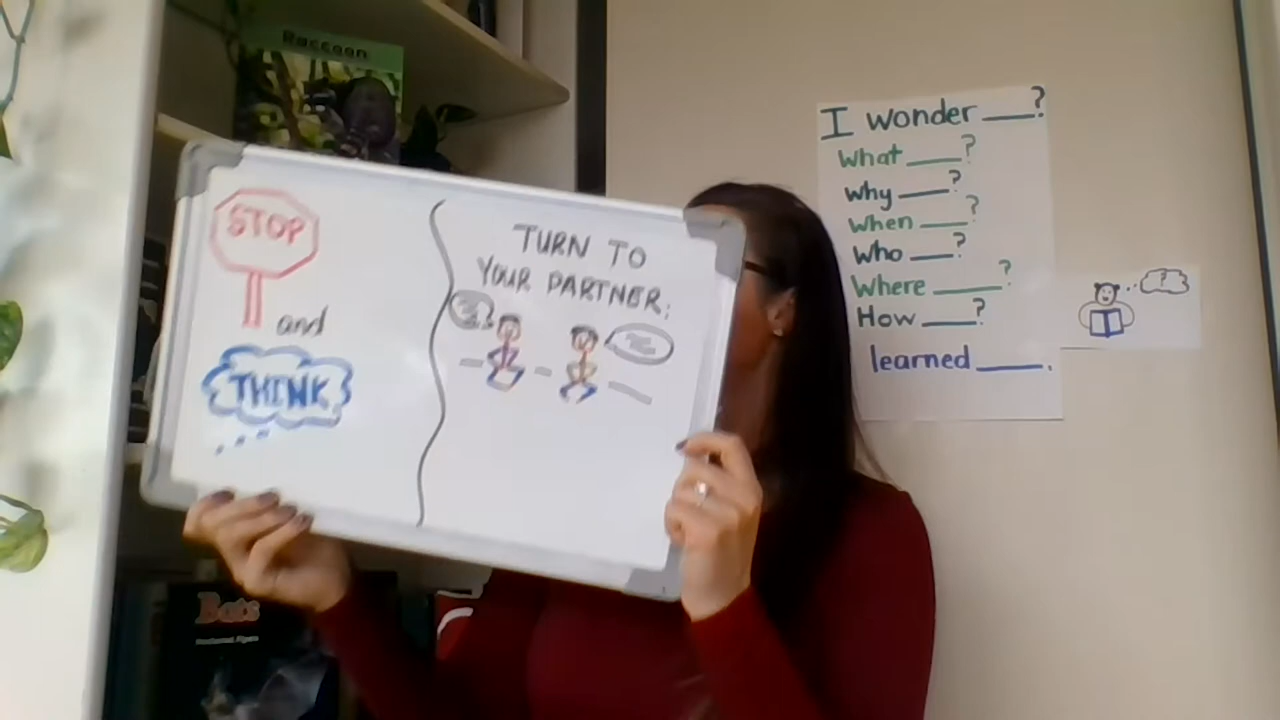 Raccoon
STOP
and
THINK
TURN TO
YOUR PARTNER:
I wonder ___?
What ___?
why ___?
when ___?
Who ___?
Where ___?
How ___?
learned ___.
?
Bats